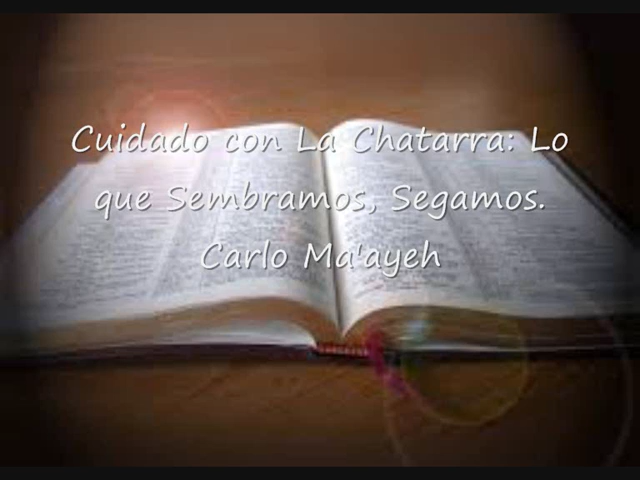 Cuidado con La Chatarra: Lo
que Sembramos, Segamos.
Carlo Ma'ayeh